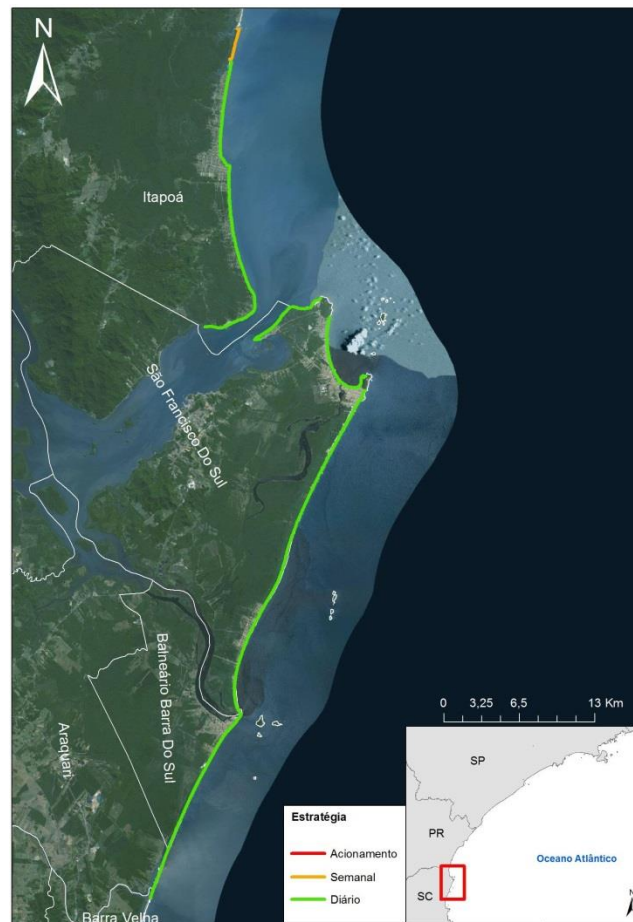 N
Itapoá
São Francisco Do Sul
Balneário Barra Do Sul
Araquari
Barra Velha
0 3,25 6,5 13 Km
Estratégia
Acionamento
Semanal
Diário
SP
PR
SC
Oceano Atlântico
N